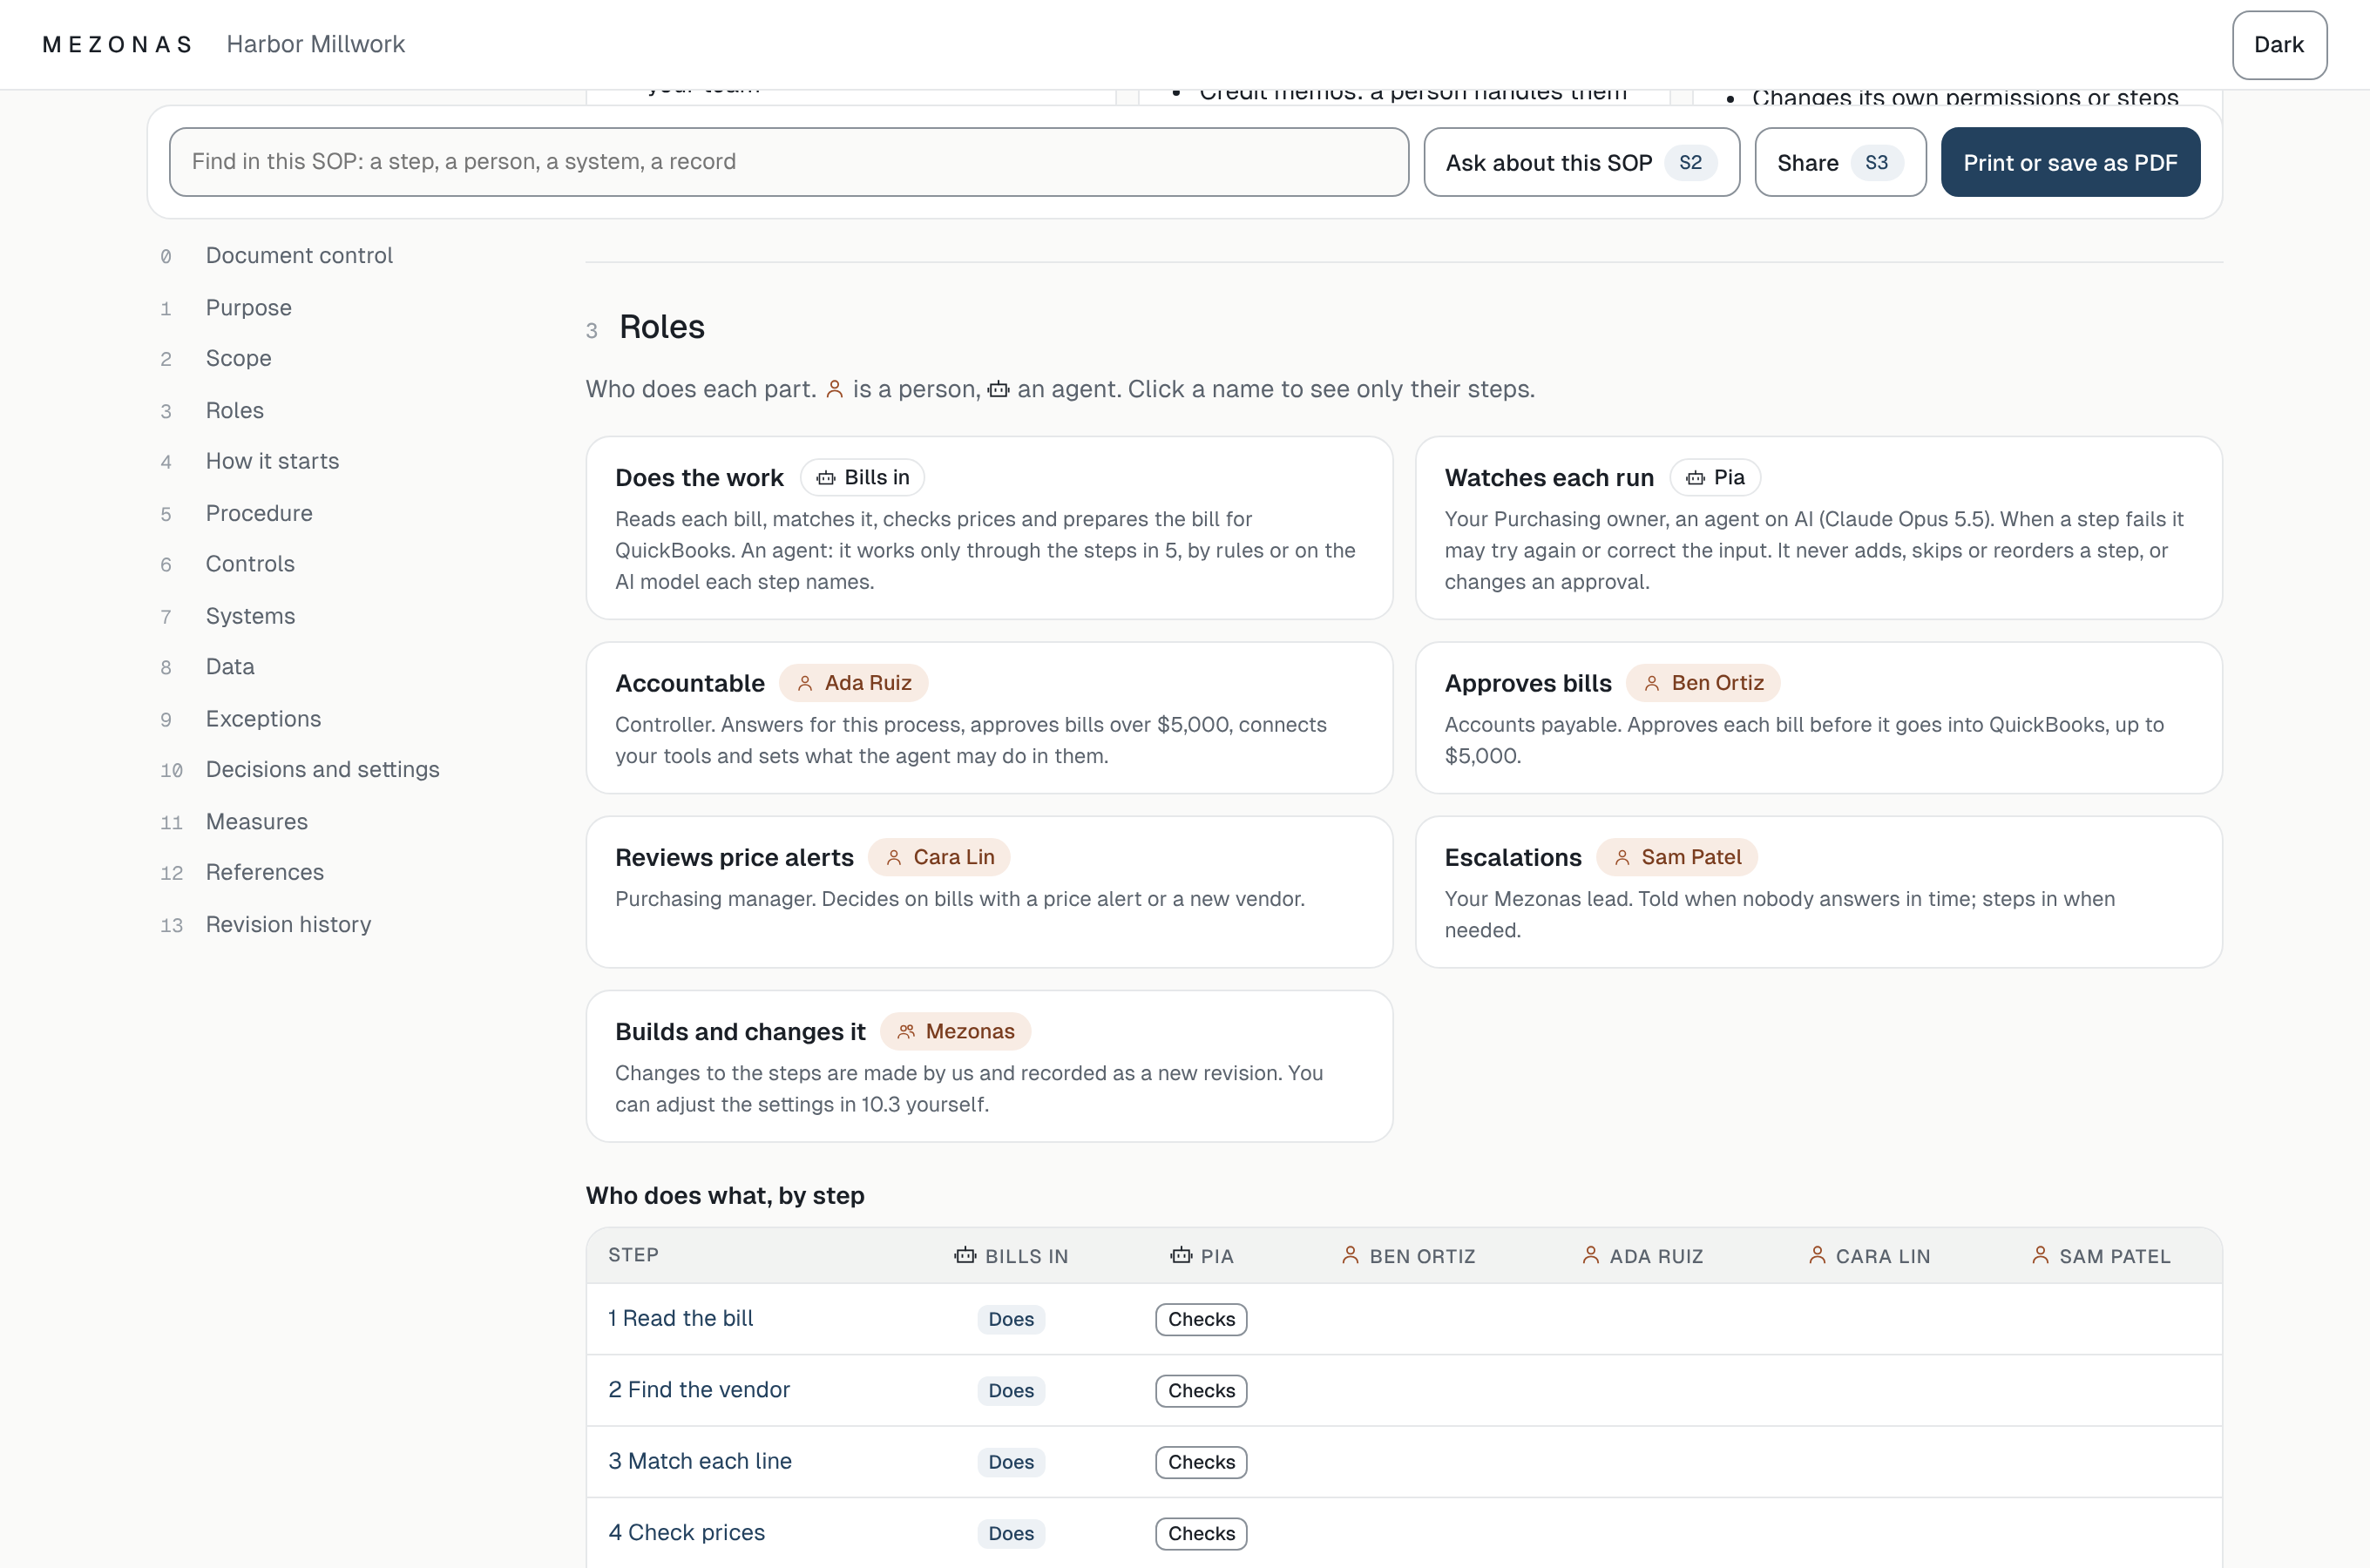 MEZONAS Harbor Millwork Dark
your team
Credit memos: a person handles them
Changes its own permissions or steps
Find in this SOP: a step, a person, a system, a record
Ask about this SOP S2
Share S3
Print or save as PDF
0 Document control
1 Purpose
2 Scope
3 Roles
4 How it starts
5 Procedure
6 Controls
7 Systems
8 Data
9 Exceptions
10 Decisions and settings
11 Measures
12 References
13 Revision history
3 Roles
Who does each part. is a person, an agent. Click a name to see only their steps.
Does the work Bills in
Reads each bill, matches it, checks prices and prepares the bill for
QuickBooks. An agent: it works only through the steps in 5, by rules or on the
AI model each step names.
Watches each run Pia
Your Purchasing owner, an agent on AI (Claude Opus 5.5). When a step fails it
may try again or correct the input. It never adds, skips or reorders a step, or
changes an approval.
Accountable Ada Ruiz
Controller. Answers for this process, approves bills over $5,000, connects
your tools and sets what the agent may do in them.
Approves bills Ben Ortiz
Accounts payable. Approves each bill before it goes into QuickBooks, up to
$5,000.
Reviews price alerts Cara Lin
Purchasing manager. Decides on bills with a price alert or a new vendor.
Escalations Sam Patel
Your Mezonas lead. Told when nobody answers in time; steps in when
needed.
Builds and changes it Mezonas
Changes to the steps are made by us and recorded as a new revision. You
can adjust the settings in 10.3 yourself.
Who does what, by step
STEP BILLS IN PIA BEN ORTIZ ADA RUIZ CARA LIN SAM PATEL
1 Read the bill Does Checks
2 Find the vendor Does Checks
3 Match each line Does Checks
4 Check prices Does Checks